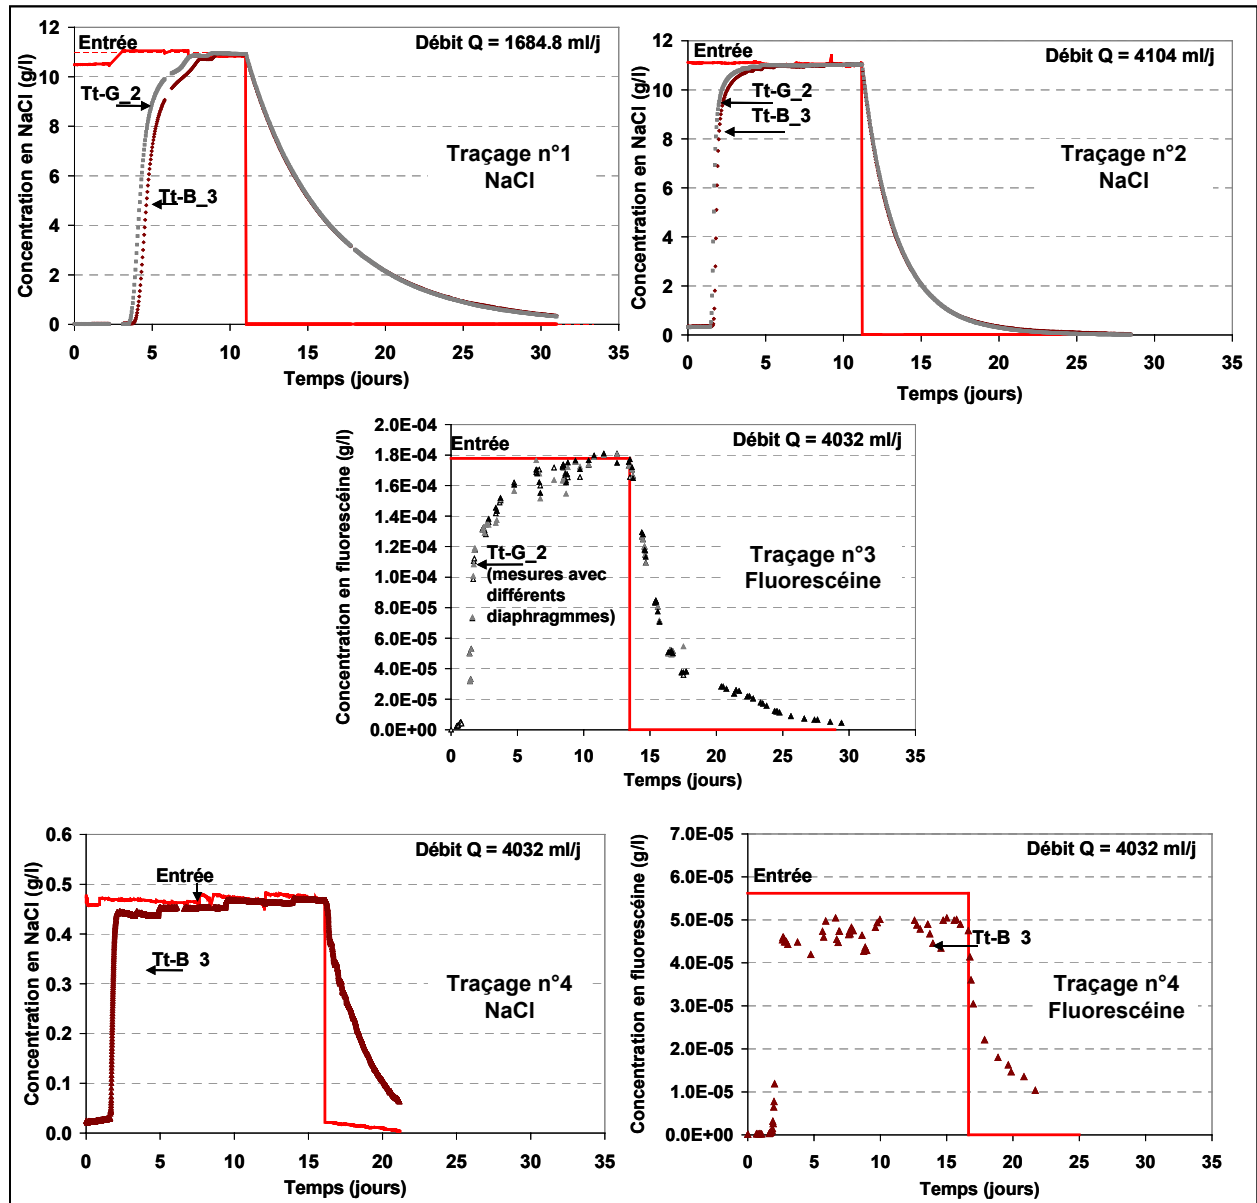 Concentration en NaCl (g/l)
12
10
8
6
4
2
0
Entrée
Débit Q = 1684.8 ml/j
Tt-G_2
Tt-B_3
Traçage n°1
NaCl
0 5 10 15 20 25 30 35
Temps (jours)
Concentration en NaCl (g/l)
12
10
8
6
4
2
0
Entrée
Débit Q = 4104 ml/j
Tt-G_2
Tt-B_3
Traçage n°2
NaCl
0 5 10 15 20 25 30 35
Temps (jours)
Concentration en fluorescéine (g/l)
2.0E-04
1.8E-04
1.6E-04
1.4E-04
1.2E-04
1.0E-04
8.0E-05
6.0E-05
4.0E-05
2.0E-05
0.0E+00
Entrée
Débit Q = 4032 ml/j
Tt-G_2
(mesures avec
différents
diaphragmmes)
Traçage n°3
Fluorescéine
0 5 10 15 20 25 30 35
Temps (jours)
Concentration en NaCl (g/l)
0.6
0.5
0.4
0.3
0.2
0.1
0.0
Débit Q = 4032 ml/j
Entrée
Tt-B 3
Traçage n°4
NaCl
0 5 10 15 20 25 30 35
Temps (jours)
Concentration en fluorescéine (g/l)
7.0E-05
6.0E-05
5.0E-05
4.0E-05
3.0E-05
2.0E-05
1.0E-05
0.0E+00
Débit Q = 4032 ml/j
Entrée
Tt-B 3
Traçage n°4
Fluorescéine
0 5 10 15 20 25 30 35
Temps (jours)